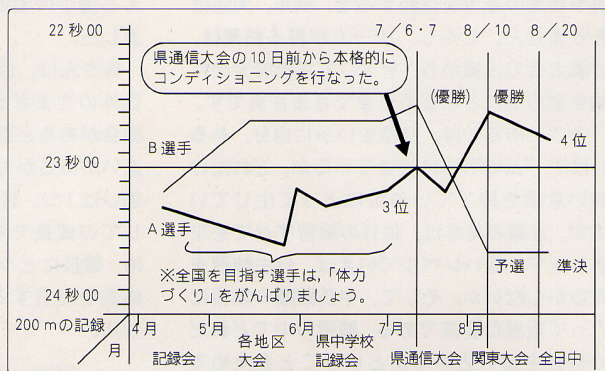 22秒00
7／6・7
8／10
8／20
県通信大会の10日前から本格的に
コンディショニングを行なった。
(優勝)
優勝
B選手
4位
23秒00
A選手
3位
予選
準決
※全国を目指す選手は,「体力
づくり」をがんばりましょう。
24秒00
200mの記録
月
4月
5月
6月
7月
8月
記録会
各地区
大会
県中学校
記録会
県通信大会
関東大会
全日中